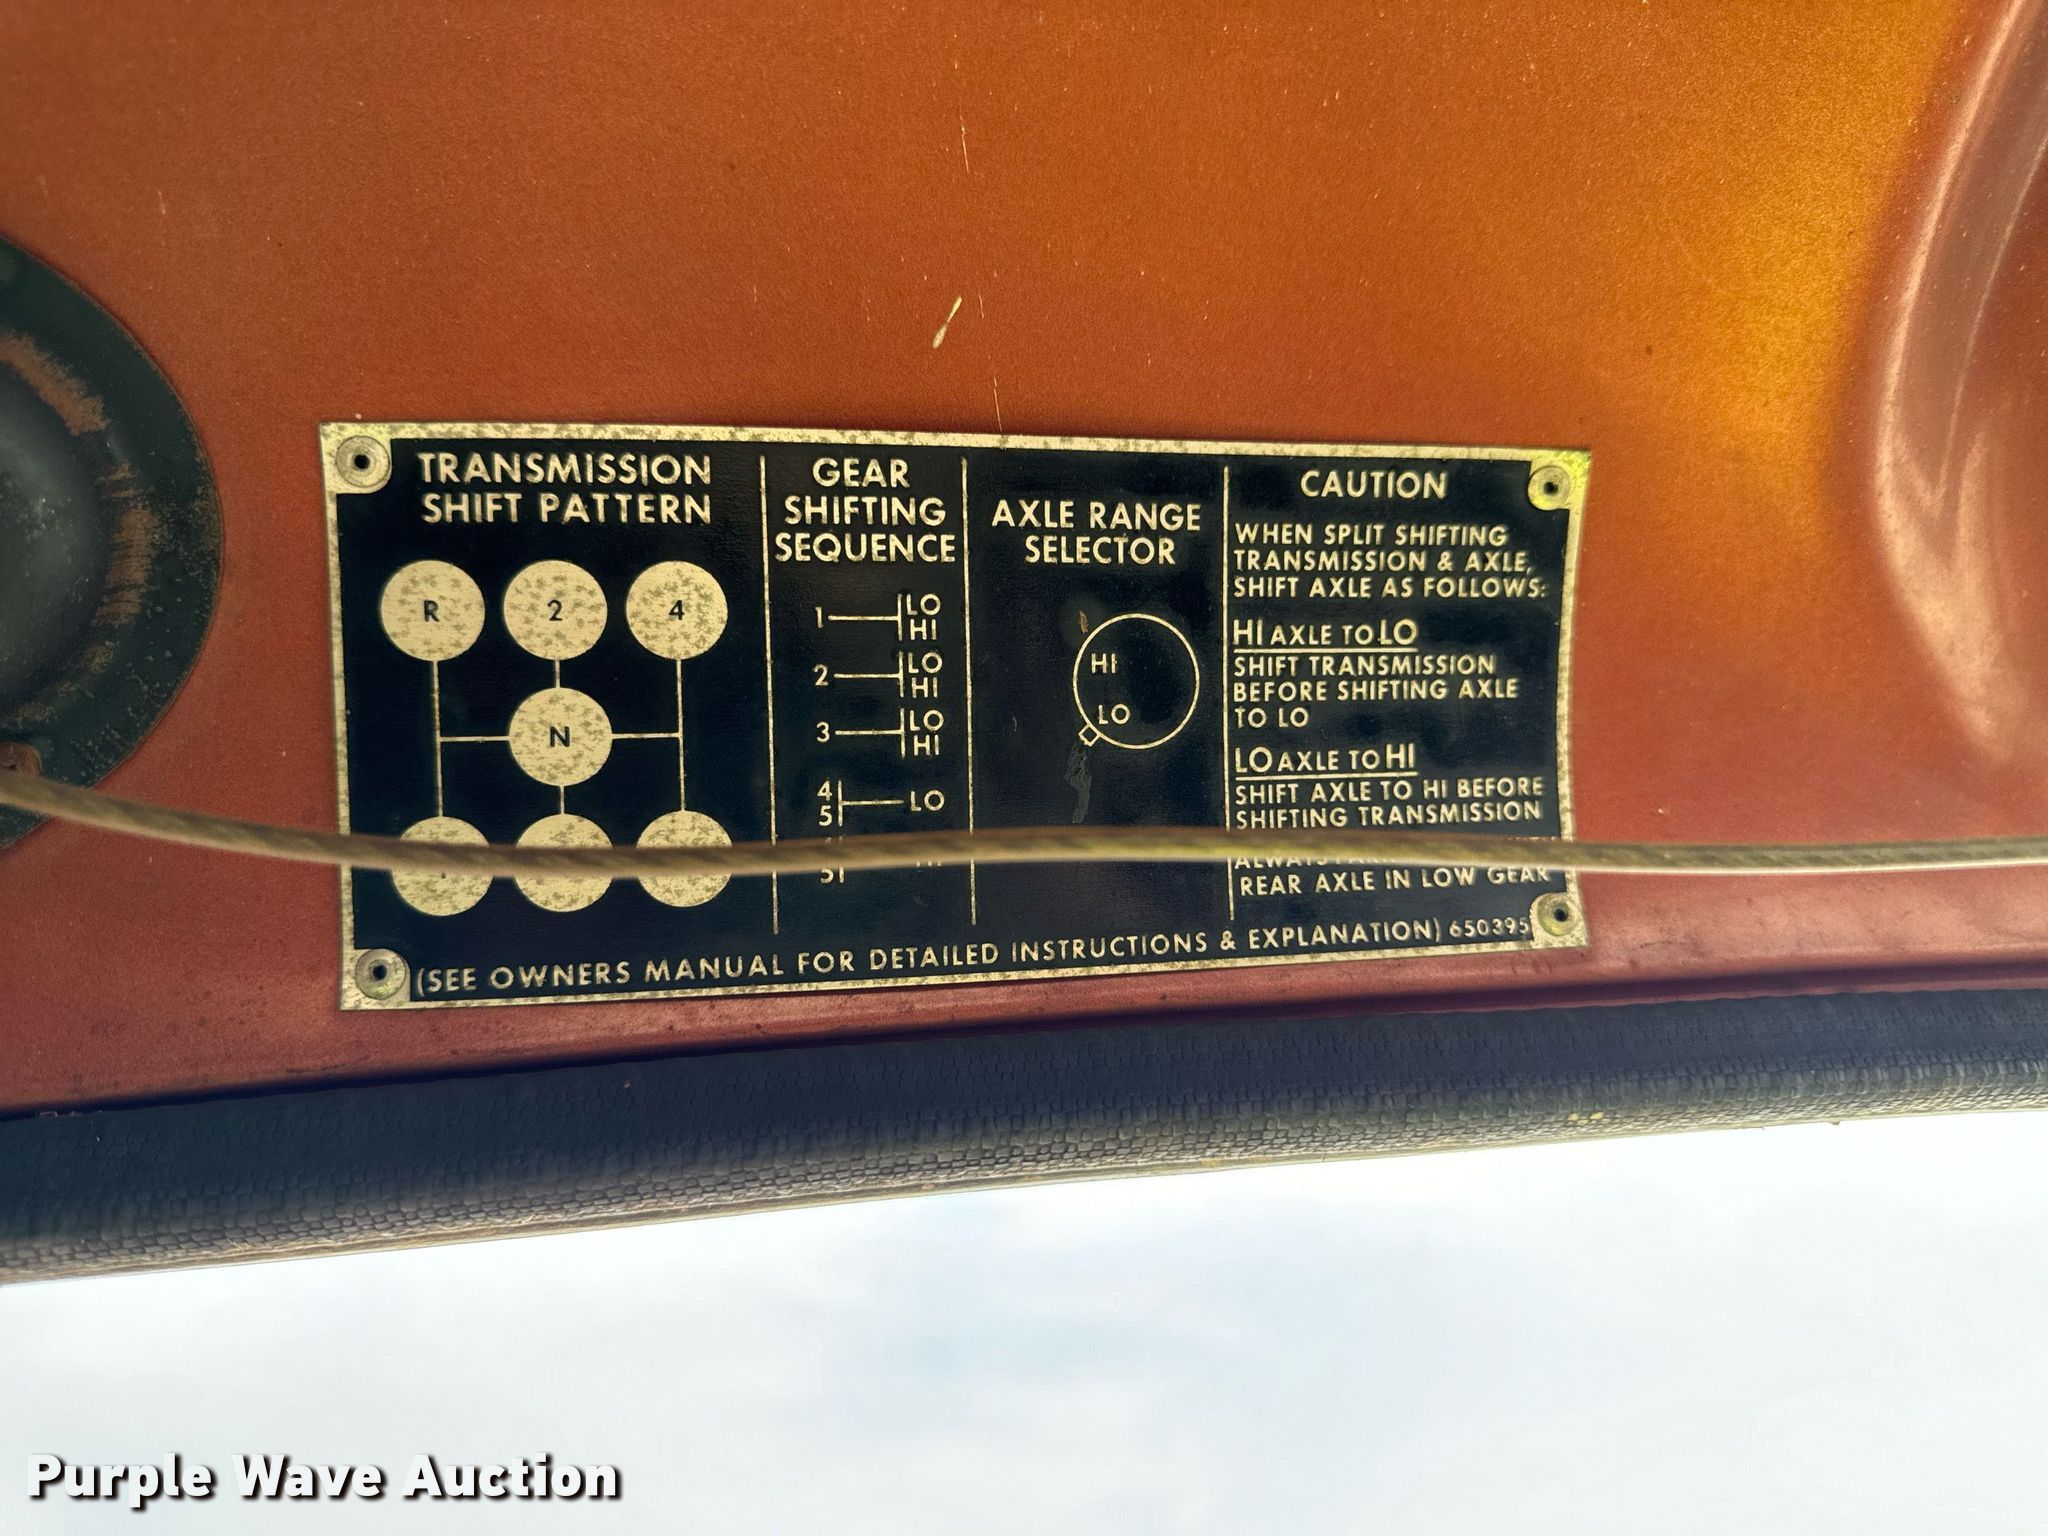 TRANSMISSION
SHIFT PATTERN
R 2 4
N
GEAR
SHIFTING
SEQUENCE
1 LO
HI
2 LO
HI
3 LO
HI
4
5 LO
5
AXLE RANGE
SELECTOR
HI
LO
CAUTION
WHEN SPLIT SHIFTING
TRANSMISSION & AXLE,
SHIFT AXLE AS FOLLOWS:
HI AXLE TO LO
SHIFT TRANSMISSION
BEFORE SHIFTING AXLE
TO LO
LO AXLE TO HI
SHIFT AXLE TO HI BEFORE
SHIFTING TRANSMISSION
ALWAYS
REAR AXLE IN LOW GEAR
(SEE OWNERS MANUAL FOR DETAILED INSTRUCTIONS & EXPLANATION) 650395
Purple Wave Auction